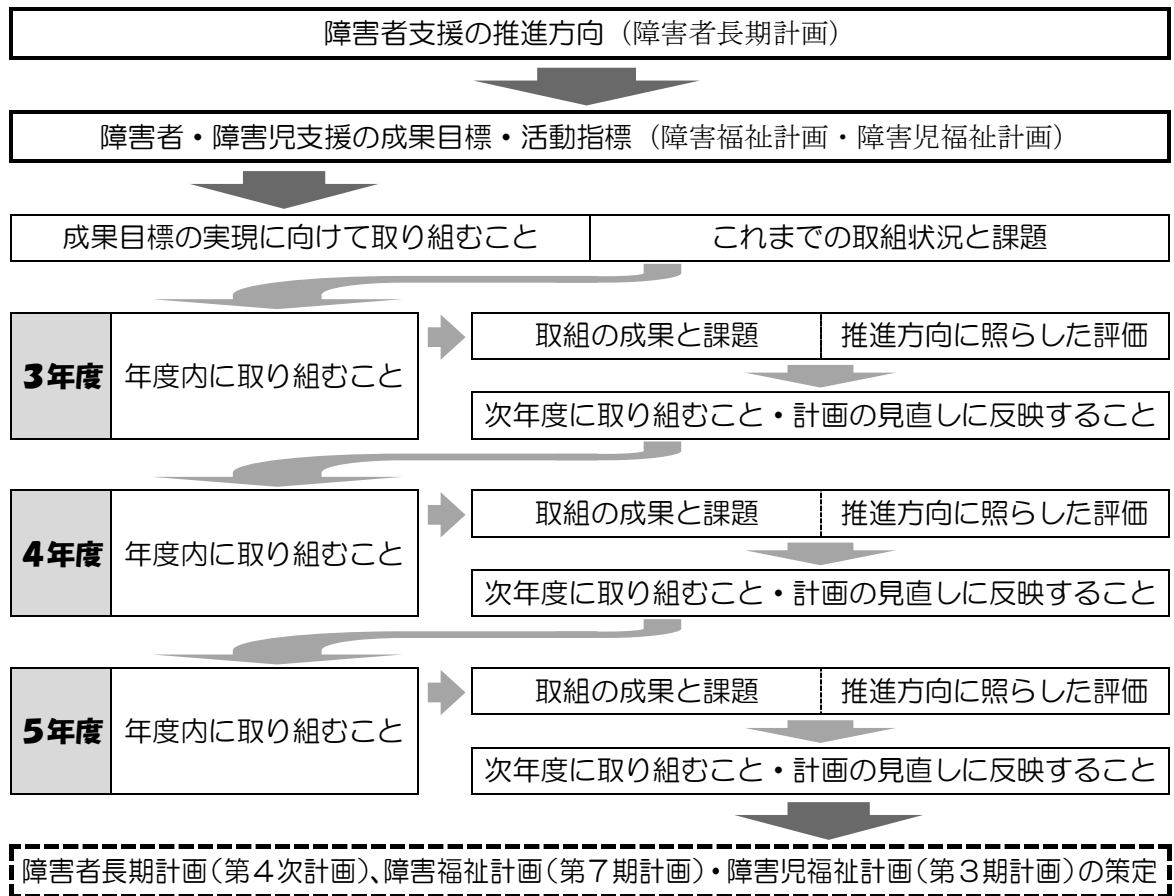 障害者支援の推進方向（障害者長期計画）
障害者・障害児支援の成果目標・活動指標（障害福祉計画・障害児福祉計画）
成果目標の実現に向けて取り組むこと
これまでの取組状況と課題
3年度
年度内に取り組むこと
取組の成果と課題
推進方向に照らした評価
次年度に取り組むこと・計画の見直しに反映すること
4年度
年度内に取り組むこと
取組の成果と課題
推進方向に照らした評価
次年度に取り組むこと・計画の見直しに反映すること
5年度
年度内に取り組むこと
取組の成果と課題
推進方向に照らした評価
次年度に取り組むこと・計画の見直しに反映すること
障害者長期計画（第４次計画）、障害福祉計画（第７期計画）・障害児福祉計画（第３期計画）の策定